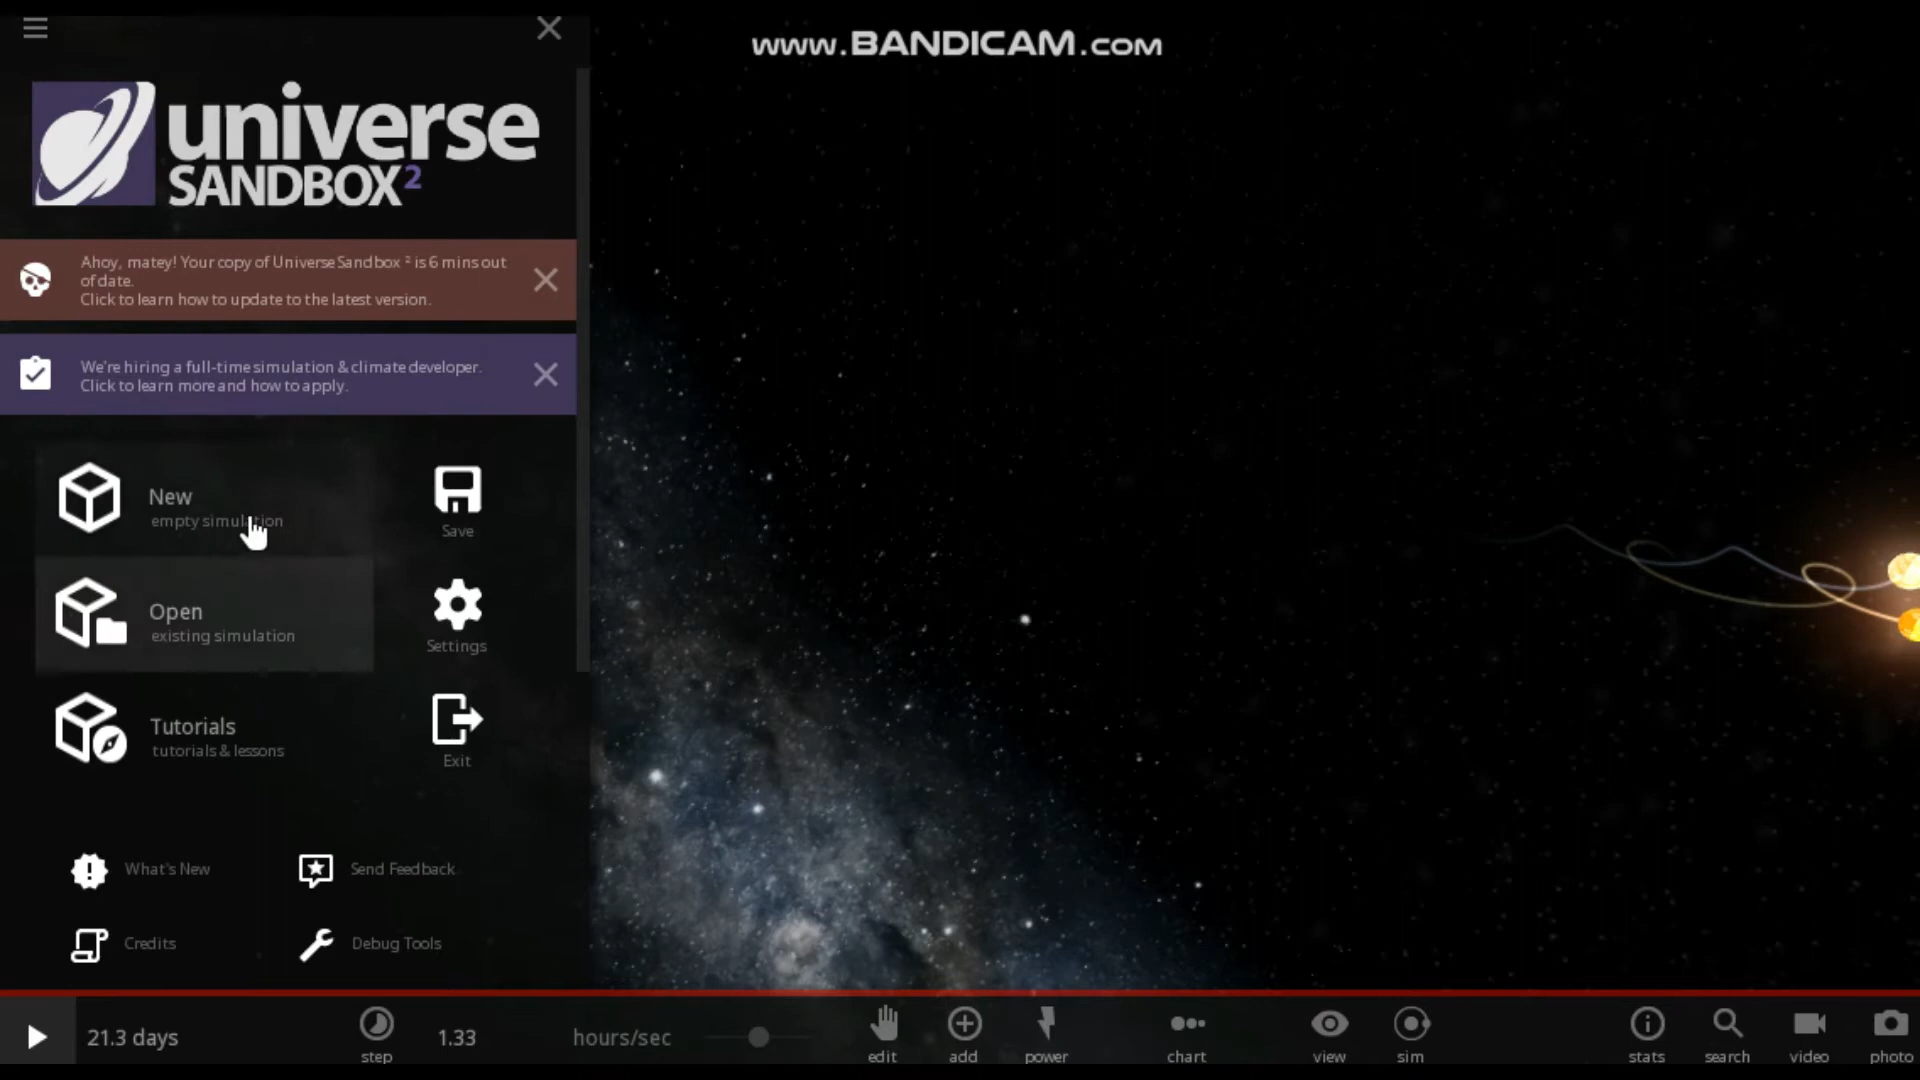 www.BANDICAM.com
universe
SANDBOX²
Ahoy, matey! Your copy of Universe Sandbox ² is 6 mins out
of date.
Click to learn how to update to the latest version.
We're hiring a full-time simulation & climate developer.
Click to learn more and how to apply.
New
empty simulation
Save
Open
existing simulation
Settings
Tutorials
tutorials & lessons
Exit
What's New
Send Feedback
Credits
Debug Tools
21.3 days
step
1.33
hours/sec
edit
add
power
chart
view
sim
stats
search
video
photo